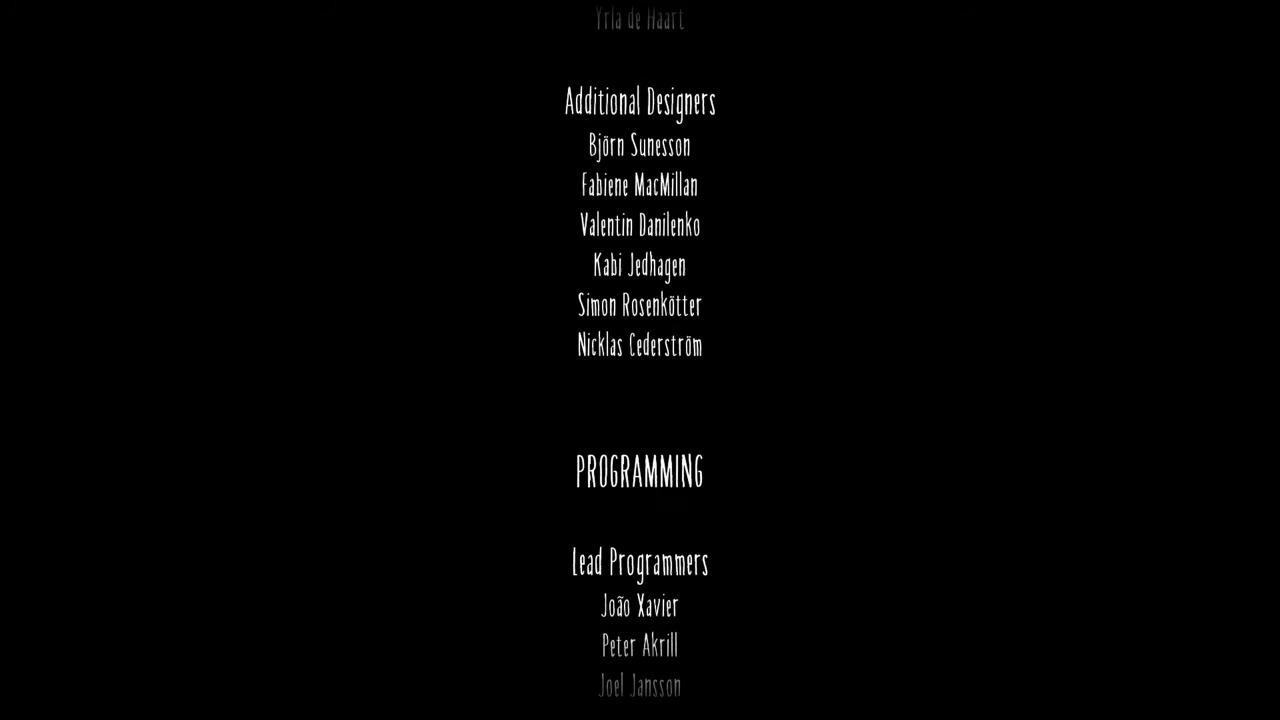 Yrla de Haart
Additional Designers
Björn Sunesson
Fabiene MacMillan
Valentin Danilenko
Kabi Jedhagen
Simon Rosenkötter
Nicklas Cederström
PROGRAMMING
Lead Programmers
João Xavier
Peter Akrill
Joel Jansson